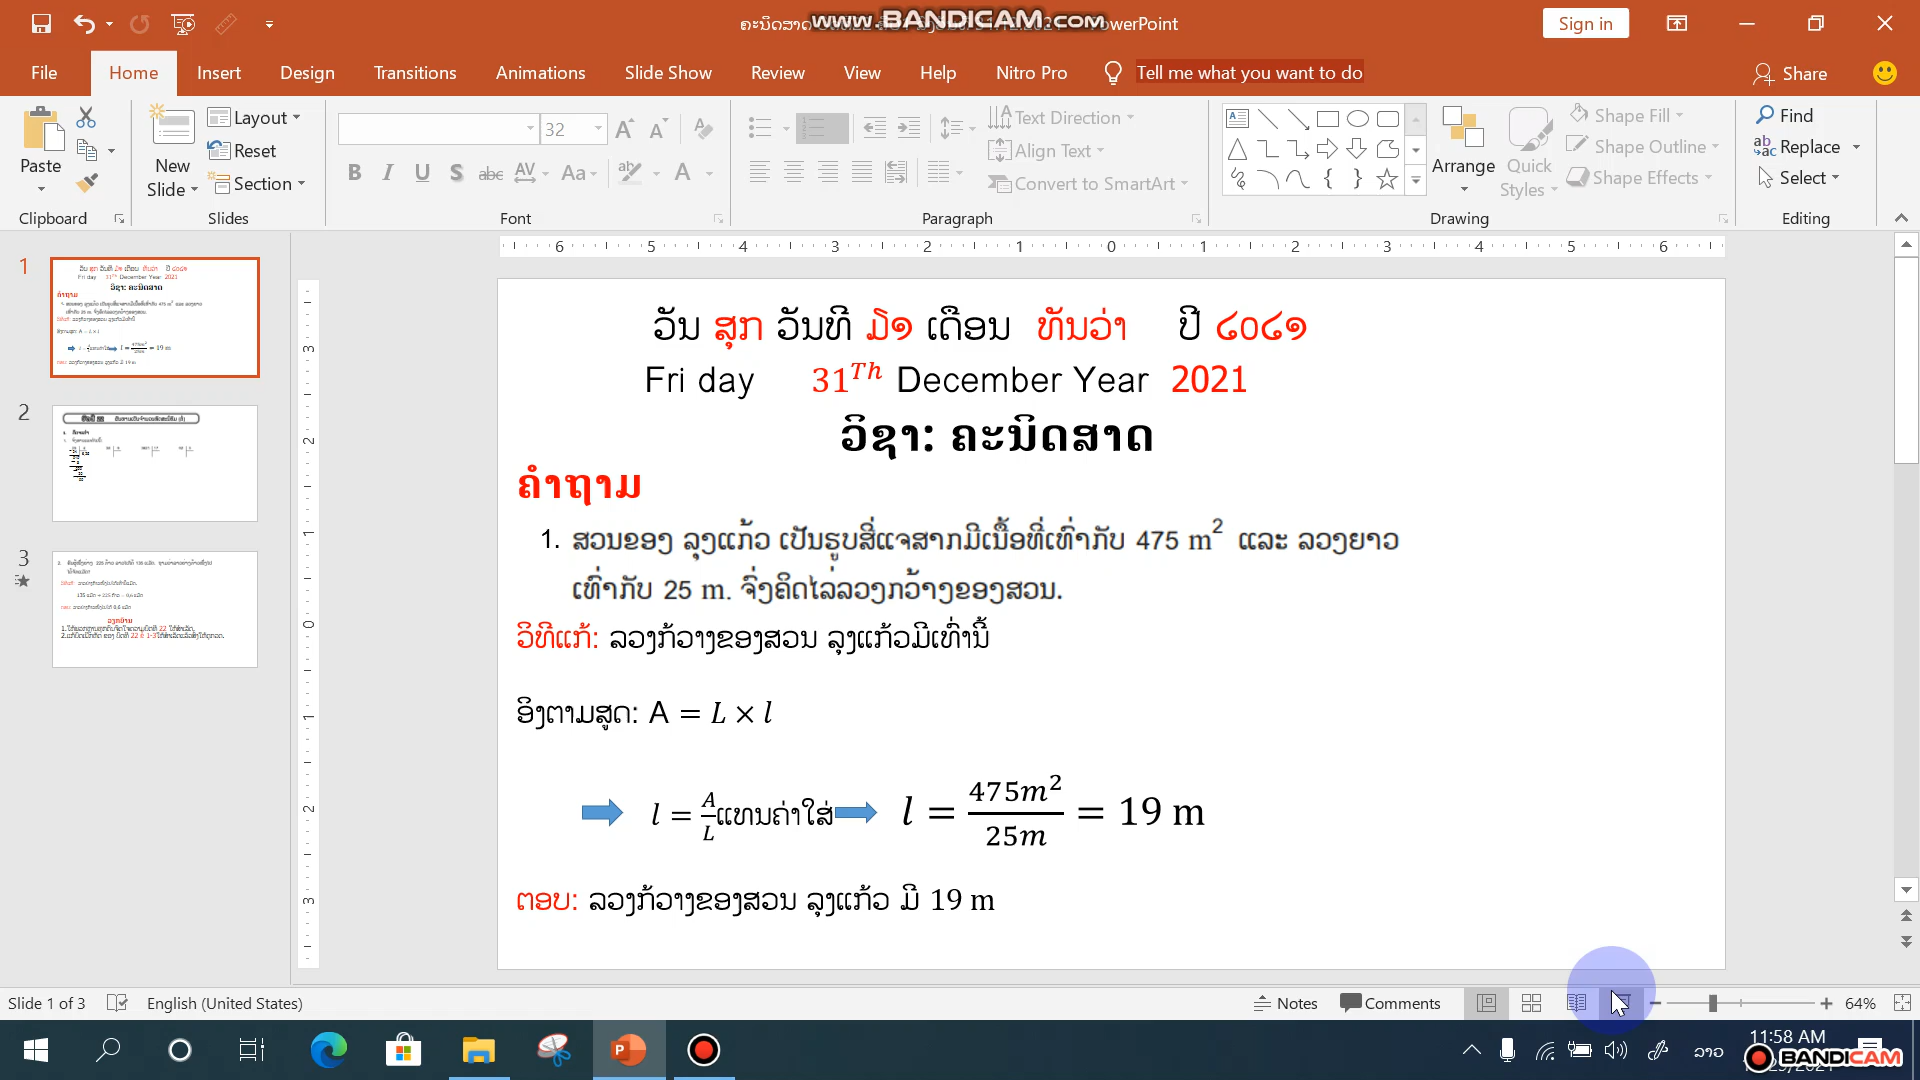 ຄະນິດສາດ
www.BANDICAM.com
PowerPoint
Sign in
File Home Insert Design Transitions Animations Slide Show Review View Help Nitro Pro Tell me what you want to do Share
Paste
New Slide
Layout
Reset
Section
32
Text Direction
Align Text
Convert to SmartArt
Arrange
Quick Styles
Shape Fill
Shape Outline
Shape Effects
Find
Replace
Select
Clipboard Slides Font Paragraph Drawing Editing
1
2
3
ວັນ ສຸກ ວັນທີ ໓໑ ເດືອນ ທັນວາ ປີ ໒໐໒໑
Fri day 31ᵀʰ December Year 2021
ວິຊາ: ຄະນິດສາດ
ຄຳຖາມ
1. ສວນຂອງ ລຸງແກ້ວ ເປັນຮູບສີ່ແຈສາກມີເນື້ອທີ່ເທົ່າກັບ 475 m² ແລະ ລວງຍາວ
ເທົ່າກັບ 25 m. ຈົ່ງຄິດໄລ່ລວງກວ້າງຂອງສວນ.
ວິທີແກ້: ລວງກ້ວາງຂອງສວນ ລຸງແກ້ວມີເທົ່ານີ້
ອິງຕາມສູດ: A = L × l
l = A/L ແທນຄ່າໃສ່ l = 475m²/25m = 19 m
ຕອບ: ລວງກ້ວາງຂອງສວນ ລຸງແກ້ວ ມີ 19 m
Slide 1 of 3 English (United States) Notes Comments 64%
ລາວ
11:58 AM
BANDICAM